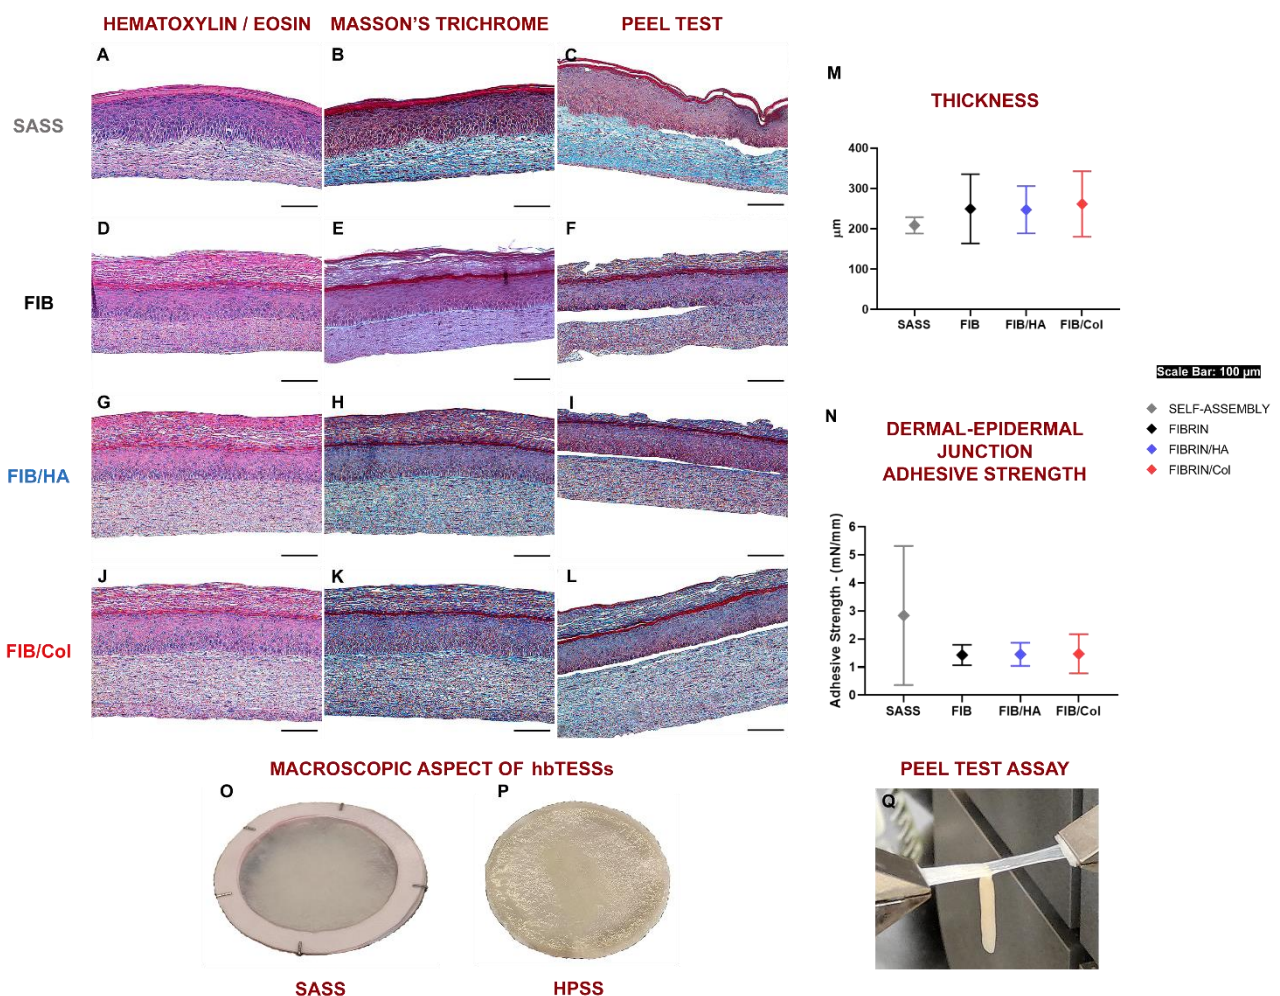 HEMATOXYLIN / EOSIN
MASSON'S TRICHROME
PEEL TEST
A
B
C
SASS
D
E
F
FIB
G
H
I
FIB/HA
J
K
L
FIB/Col
M
THICKNESS
400
300
200
100
0
µm
SASS FIB FIB/HA FIB/Col
Scale Bar: 100 µm
SELF-ASSEMBLY
FIBRIN
FIBRIN/HA
FIBRIN/Col
N
DERMAL-EPIDERMAL
JUNCTION
ADHESIVE STRENGTH
6
5
4
3
2
1
0
Adhesive Strength - (mN/mm)
SASS FIB FIB/HA FIB/Col
MACROSCOPIC ASPECT OF hbTESSs
O
P
SASS
HPSS
PEEL TEST ASSAY
Q